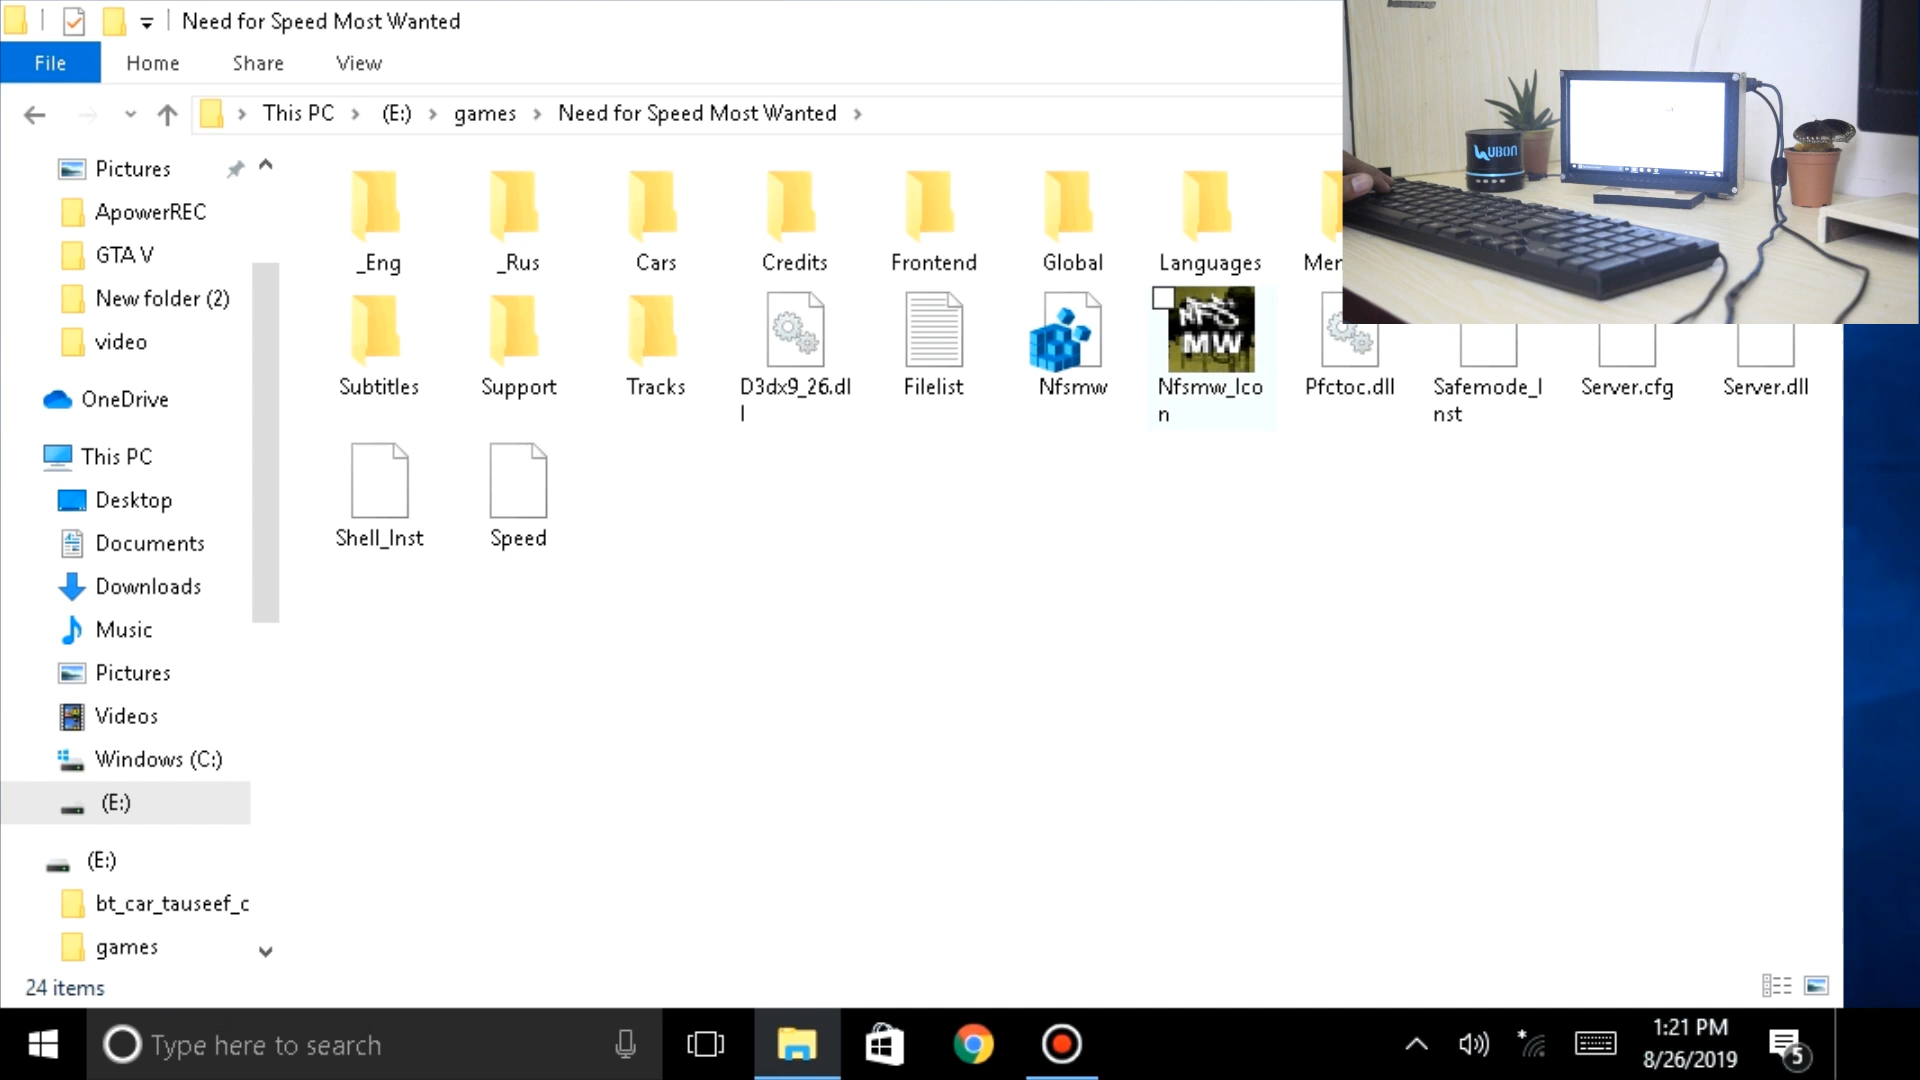 Need for Speed Most Wanted
File Home Share View
This PC (E:) games Need for Speed Most Wanted
Pictures
ApowerREC
GTA V
New folder (2)
video
OneDrive
This PC
Desktop
Documents
Downloads
Music
Pictures
Videos
Windows (C:)
(E:)
(E:)
bt_car_tauseef_c
games
24 items
_Eng _Rus Cars Credits Frontend Global Languages Mer
NFS
MW
Subtitles Support Tracks D3dx9_26.dl Filelist Nfsmw Nfsmw_Ico Pfctoc.dll Safemode_I Server.cfg Server.dll
l n nst
Shell_Inst Speed
UBON
Type here to search
1:21 PM
8/26/2019
5